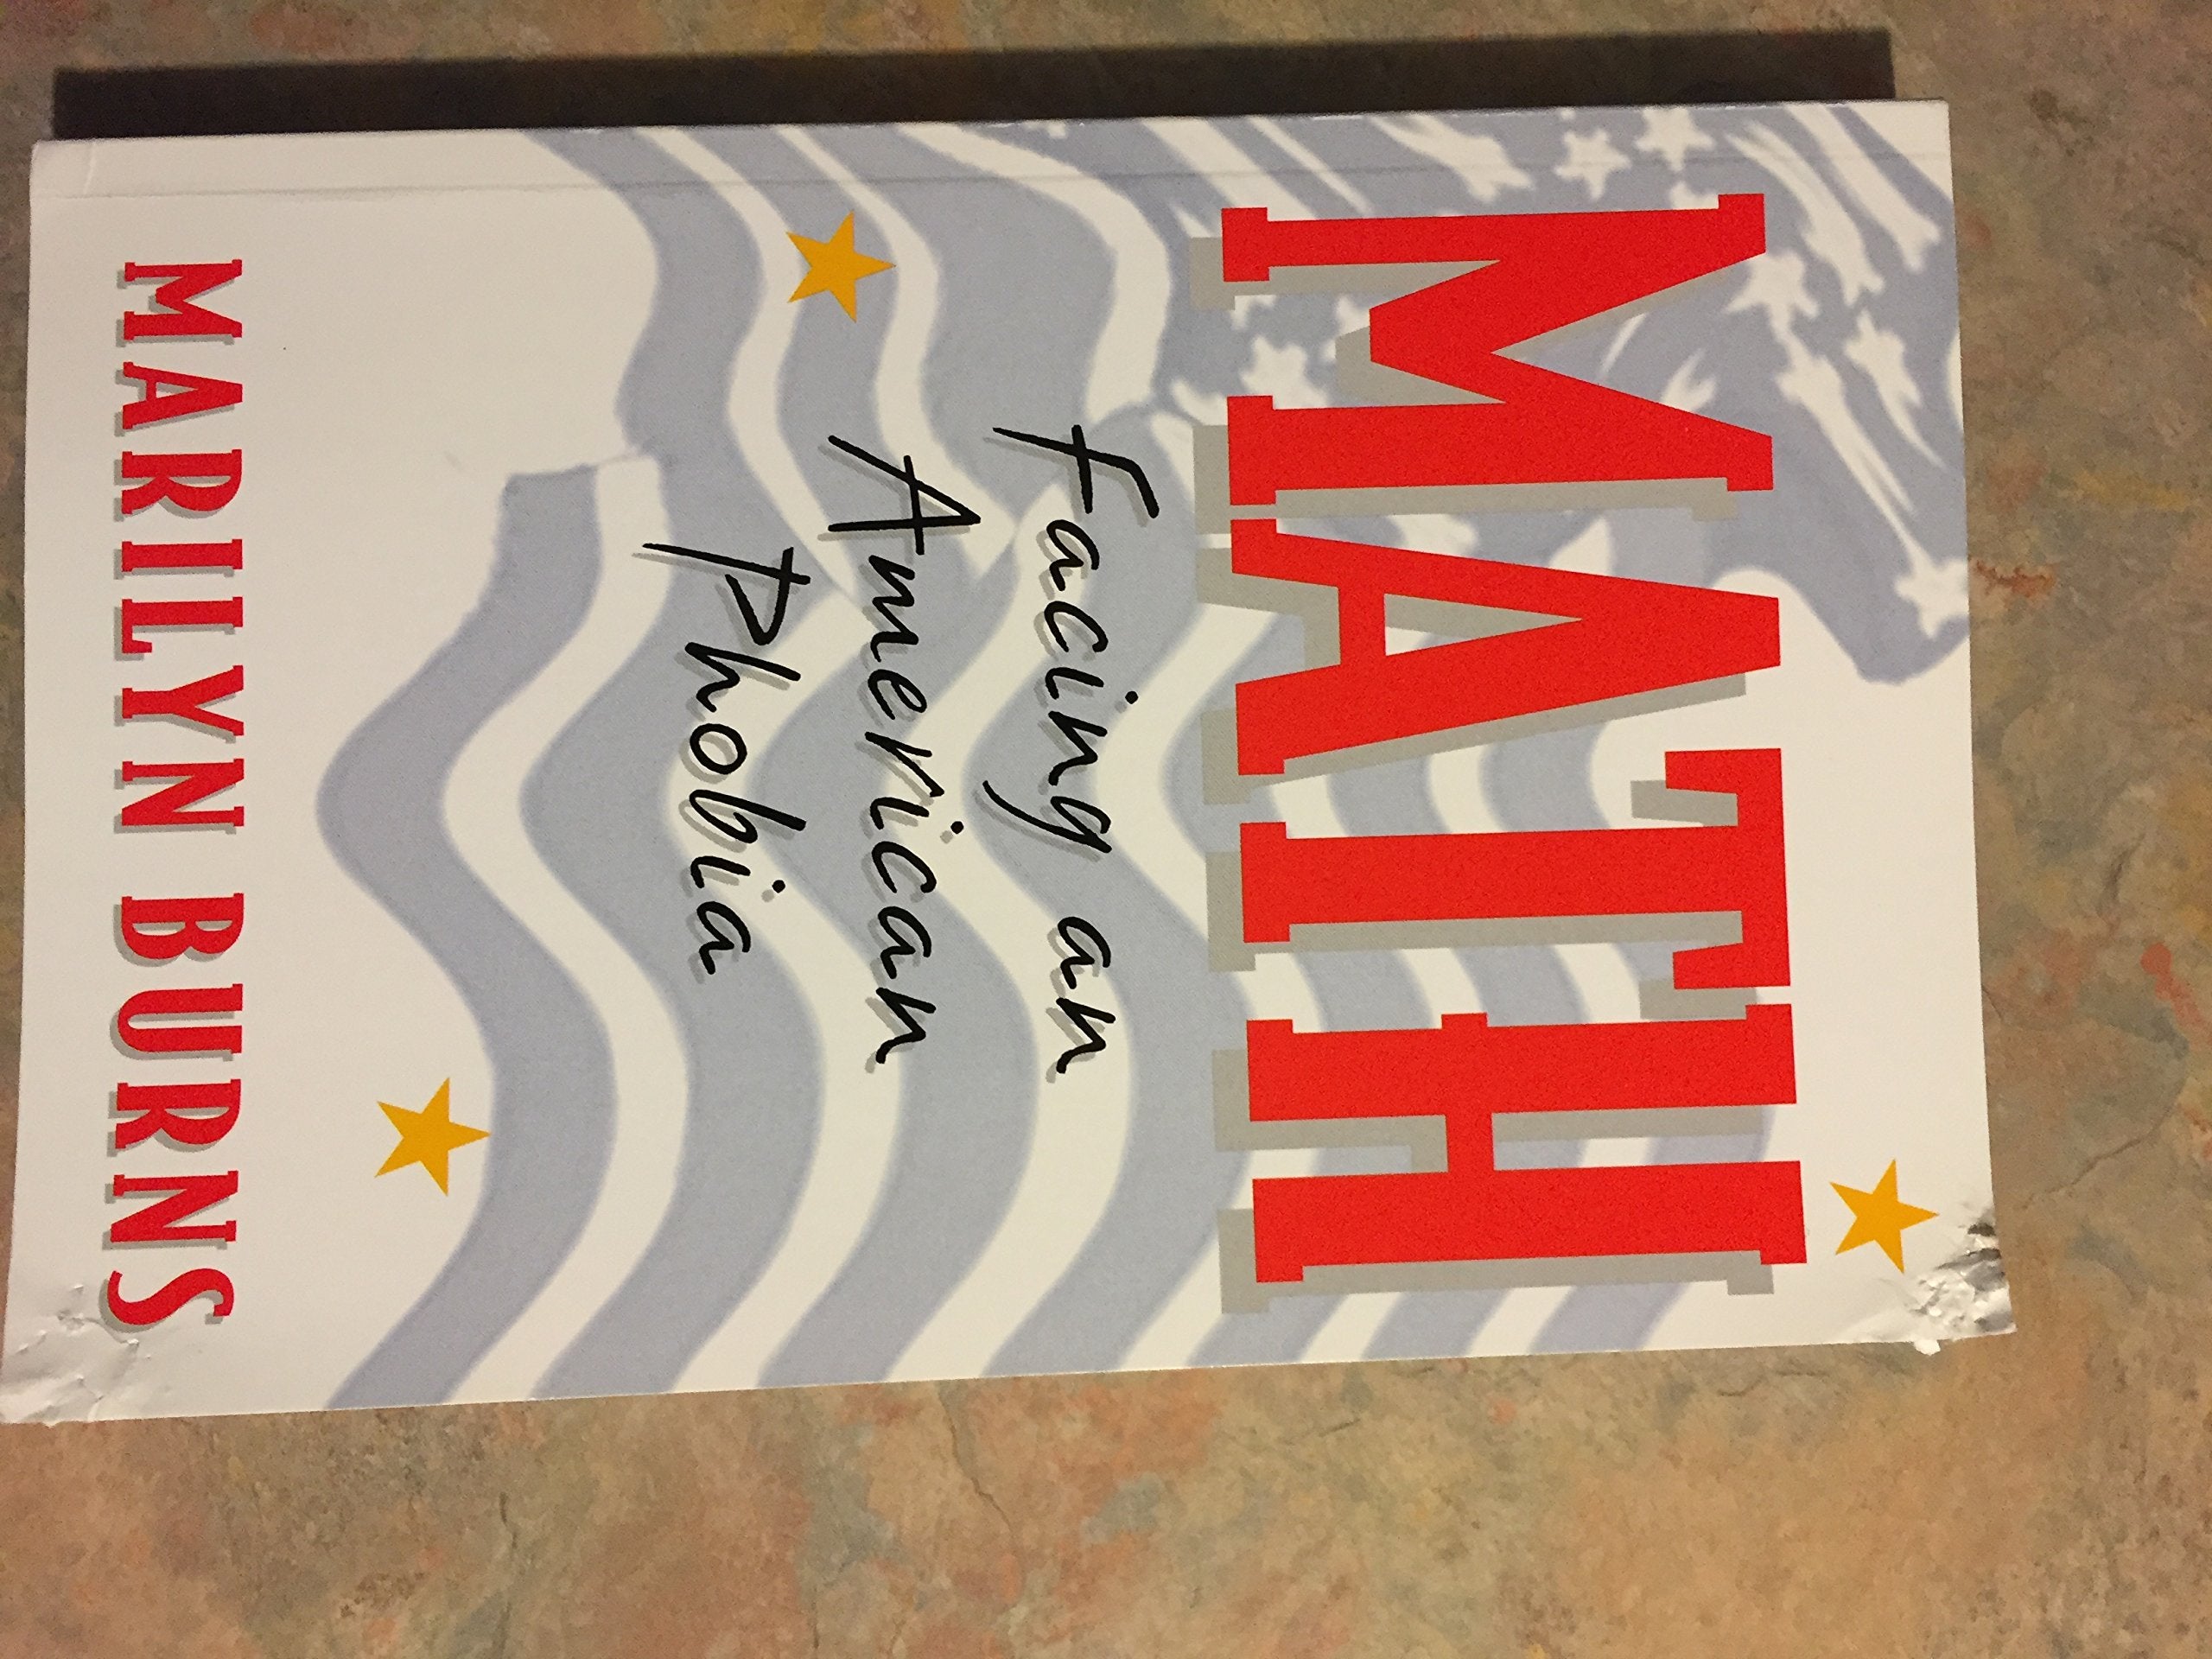 MATH
Facing an
American
Phobia
MARILYN BURNS